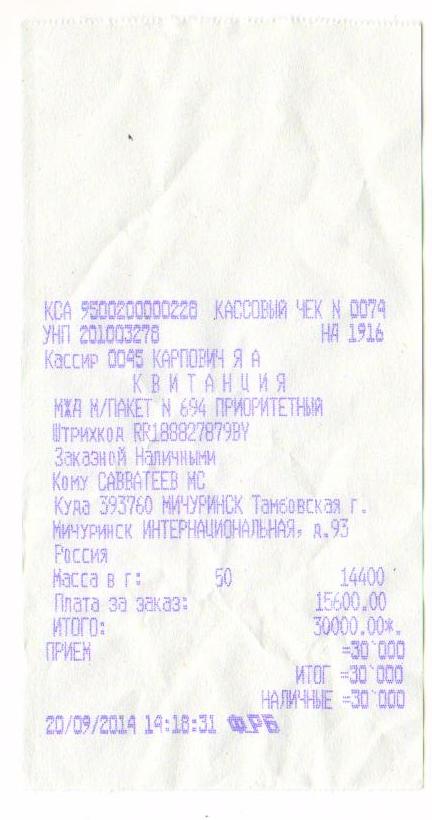 КСА 9500200000228 КАССОВЫЙ ЧЕК N 0074
УНП 201003278 НА 1916
Кассир 0045 КАРПОВИЧ Я А
К В И Т А Н Ц И Я
МЖД М/ПАКЕТ N 694 ПРИОРИТЕТНЫЙ
Штрихкод RR188827879BY
Заказной Наличными
Кому САВВАТЕЕВ МС
Куда 393760 МИЧУРИНСК Тамбовская г.
МИЧУРИНСК ИНТЕРНАЦИОНАЛЬНАЯ, д.93
Россия
Масса в г: 50 14400
Плата за заказ: 15600.00
ИТОГО: 30000.00*.
ПРИЕМ =30`000
ИТОГ =30`000
НАЛИЧНЫЕ =30`000
20/09/2014 14:18:31 ФРБ